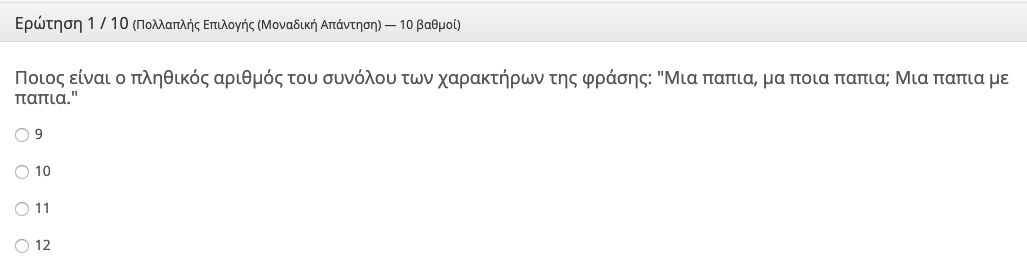 Ερώτηση 1 / 10 (Πολλαπλής Επιλογής (Μοναδική Απάντηση) — 10 βαθμοί)
Ποιος είναι ο πληθικός αριθμός του συνόλου των χαρακτήρων της φράσης: "Μια παπια, μα ποια παπια; Μια παπια με
παπια."
9
10
11
12